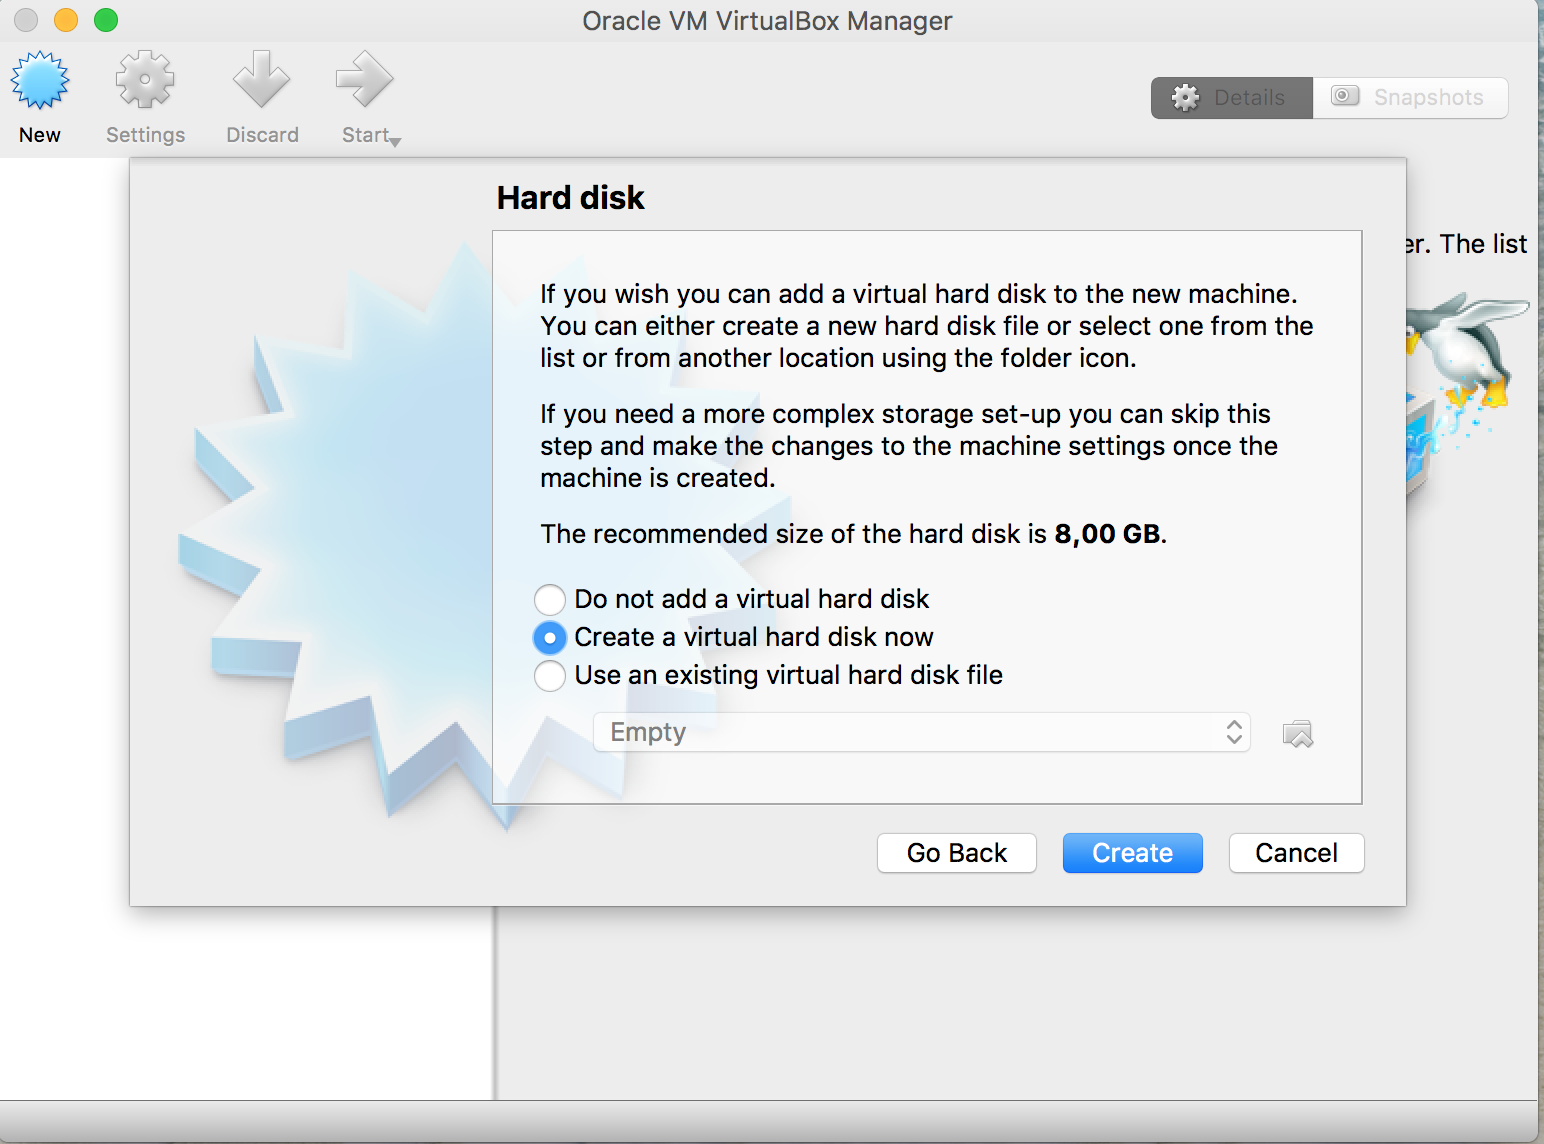 Oracle VM VirtualBox Manager
New
Settings
Discard
Start
Details
Snapshots
Hard disk
er. The list
If you wish you can add a virtual hard disk to the new machine.
You can either create a new hard disk file or select one from the
list or from another location using the folder icon.
If you need a more complex storage set-up you can skip this
step and make the changes to the machine settings once the
machine is created.
The recommended size of the hard disk is 8,00 GB.
Do not add a virtual hard disk
Create a virtual hard disk now
Use an existing virtual hard disk file
Empty
Go Back
Create
Cancel